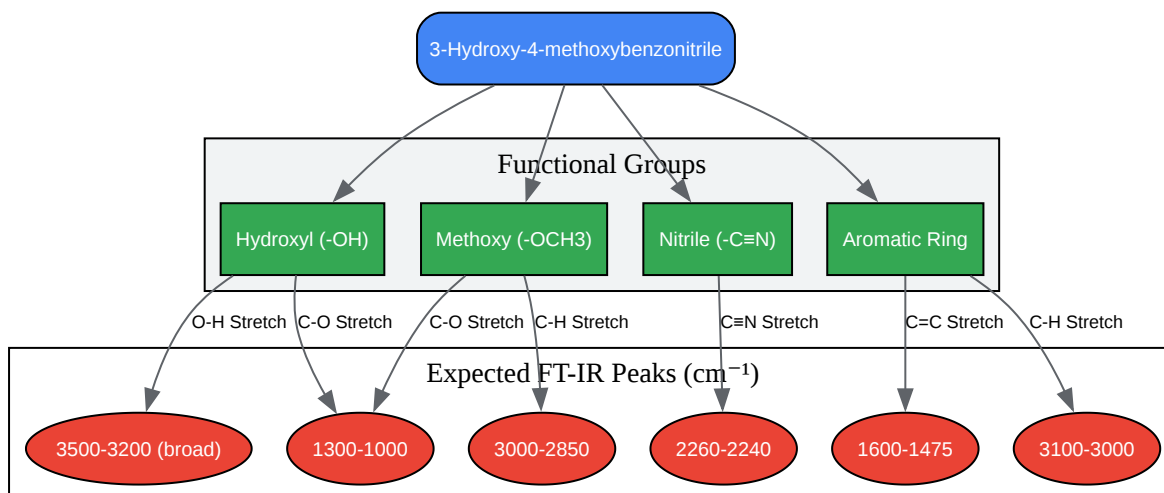 3-Hydroxy-4-methoxybenzonitrile
Functional Groups
Hydroxyl (-OH)
Methoxy (-OCH3)
Nitrile (-C≡N)
Aromatic Ring
O-H Stretch
C-O Stretch
C-O Stretch
C-H Stretch
C≡N Stretch
C=C Stretch
C-H Stretch
Expected FT-IR Peaks (cm⁻¹)
3500-3200 (broad)
1300-1000
3000-2850
2260-2240
1600-1475
3100-3000